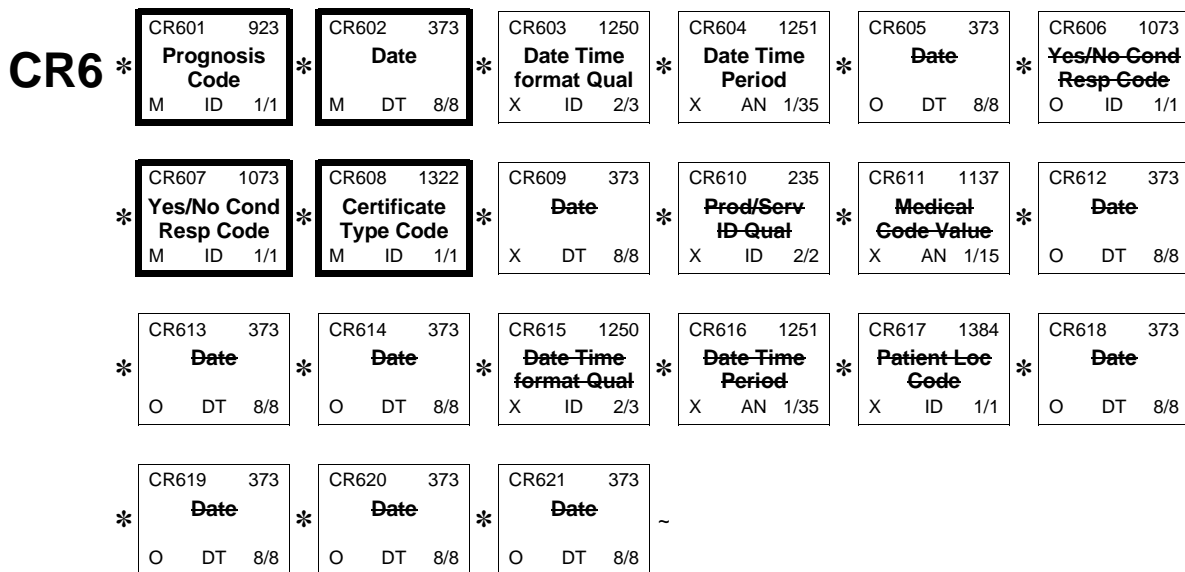 CR6 * CR601 923 * CR602 373 * CR603 1250 * CR604 1251 * CR605 373 * CR606 1073
Prognosis Code Date Date Time format Qual Date Time Period Date Yes/No Cond Resp Code
M ID 1/1 M DT 8/8 X ID 2/3 X AN 1/35 O DT 8/8 O ID 1/1
* CR607 1073 * CR608 1322 * CR609 373 * CR610 235 * CR611 1137 * CR612 373
Yes/No Cond Resp Code Certificate Type Code Date Prod/Serv ID Qual Medical Code Value Date
M ID 1/1 M ID 1/1 X DT 8/8 X ID 2/2 X AN 1/15 O DT 8/8
* CR613 373 * CR614 373 * CR615 1250 * CR616 1251 * CR617 1384 * CR618 373
Date Date Date Time format Qual Date Time Period Patient Loc Code Date
O DT 8/8 O DT 8/8 X ID 2/3 X AN 1/35 X ID 1/1 O DT 8/8
* CR619 373 * CR620 373 * CR621 373 ~
Date Date Date
O DT 8/8 O DT 8/8 O DT 8/8